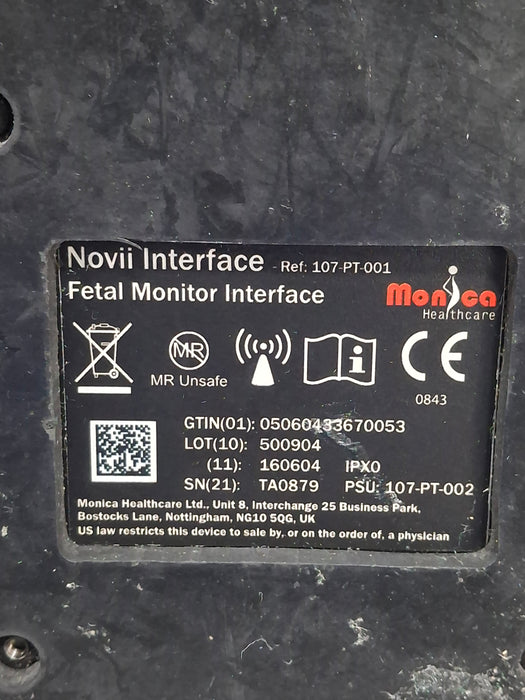 Novii Interface - Ref: 107-PT-001
Fetal Monitor Interface
Monica
Healthcare
MR
MR Unsafe
i
CE
0843
GTIN(01): 05060433670053
LOT(10): 500904
(11): 160604 IPX0
SN(21): TA0879 PSU: 107-PT-002
Monica Healthcare Ltd., Unit 8, Interchange 25 Business Park,
Bostocks Lane, Nottingham, NG10 5QG, UK
US law restricts this device to sale by, or on the order of, a physician